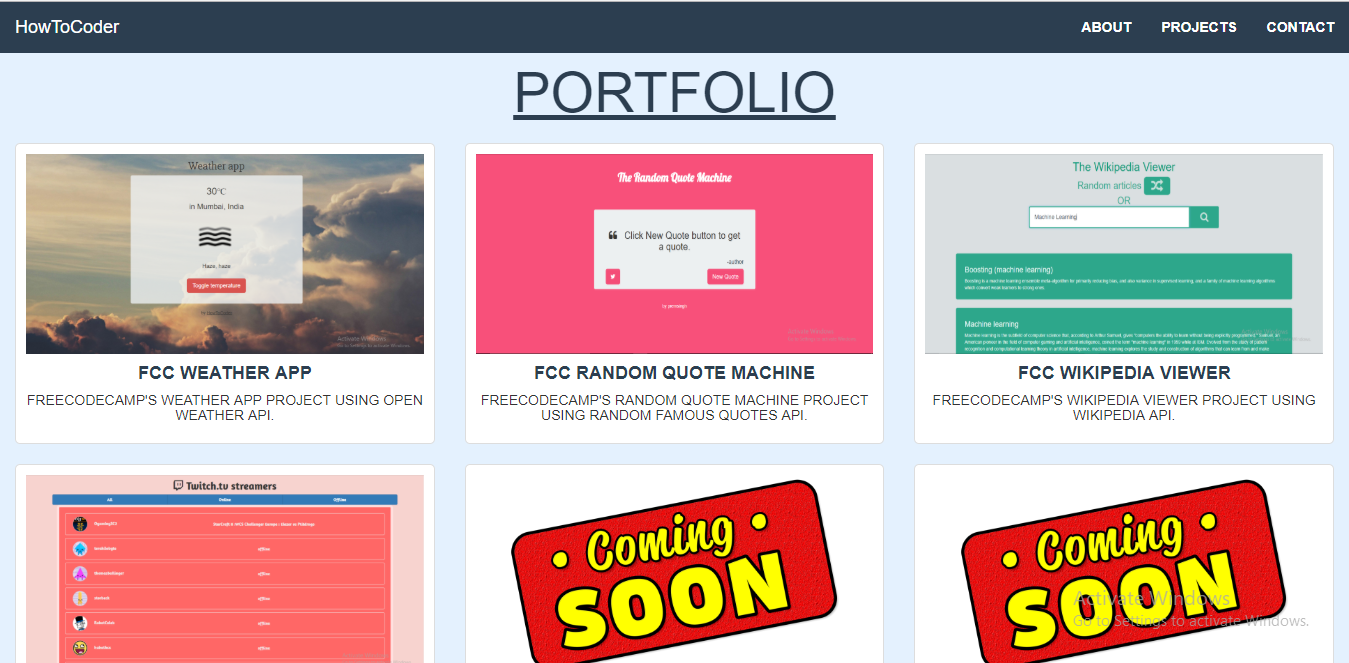 HowToCoder
ABOUT PROJECTS CONTACT
PORTFOLIO
Weather app
30°C
in Mumbai, India
Haze, haze
Toggle temperature
by HowToCoder
The Random Quote Machine
Click New Quote button to get
a quote.
-author
New Quote
The Wikipedia Viewer
Random articles
OR
Machine Learning
Boosting (machine learning)
Machine learning
FCC WEATHER APP
FREECODECAMP'S WEATHER APP PROJECT USING OPEN
WEATHER API.
FCC RANDOM QUOTE MACHINE
FREECODECAMP'S RANDOM QUOTE MACHINE PROJECT
USING RANDOM FAMOUS QUOTES API.
FCC WIKIPEDIA VIEWER
FREECODECAMP'S WIKIPEDIA VIEWER PROJECT USING
WIKIPEDIA API.
Twitch.tv streamers
All Online Offline
offline
offline
offline
offline
offline
Coming
SOON
Coming
SOON
Activate Windows
Go to Settings to activate Windows.